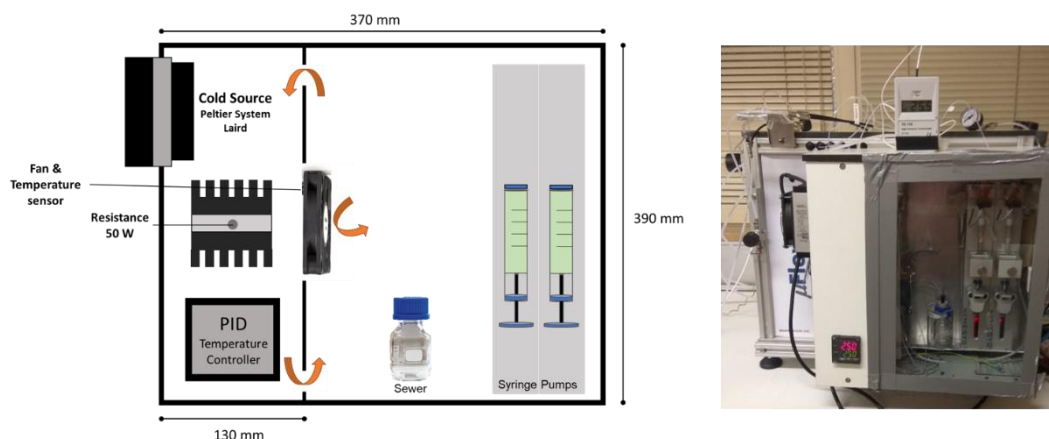 370 mm
Cold Source
Peltier System
Laird
Fan &
Temperature
sensor
Resistance
50 W
390 mm
PID
Temperature
Controller
Sewer
Syringe Pumps
130 mm